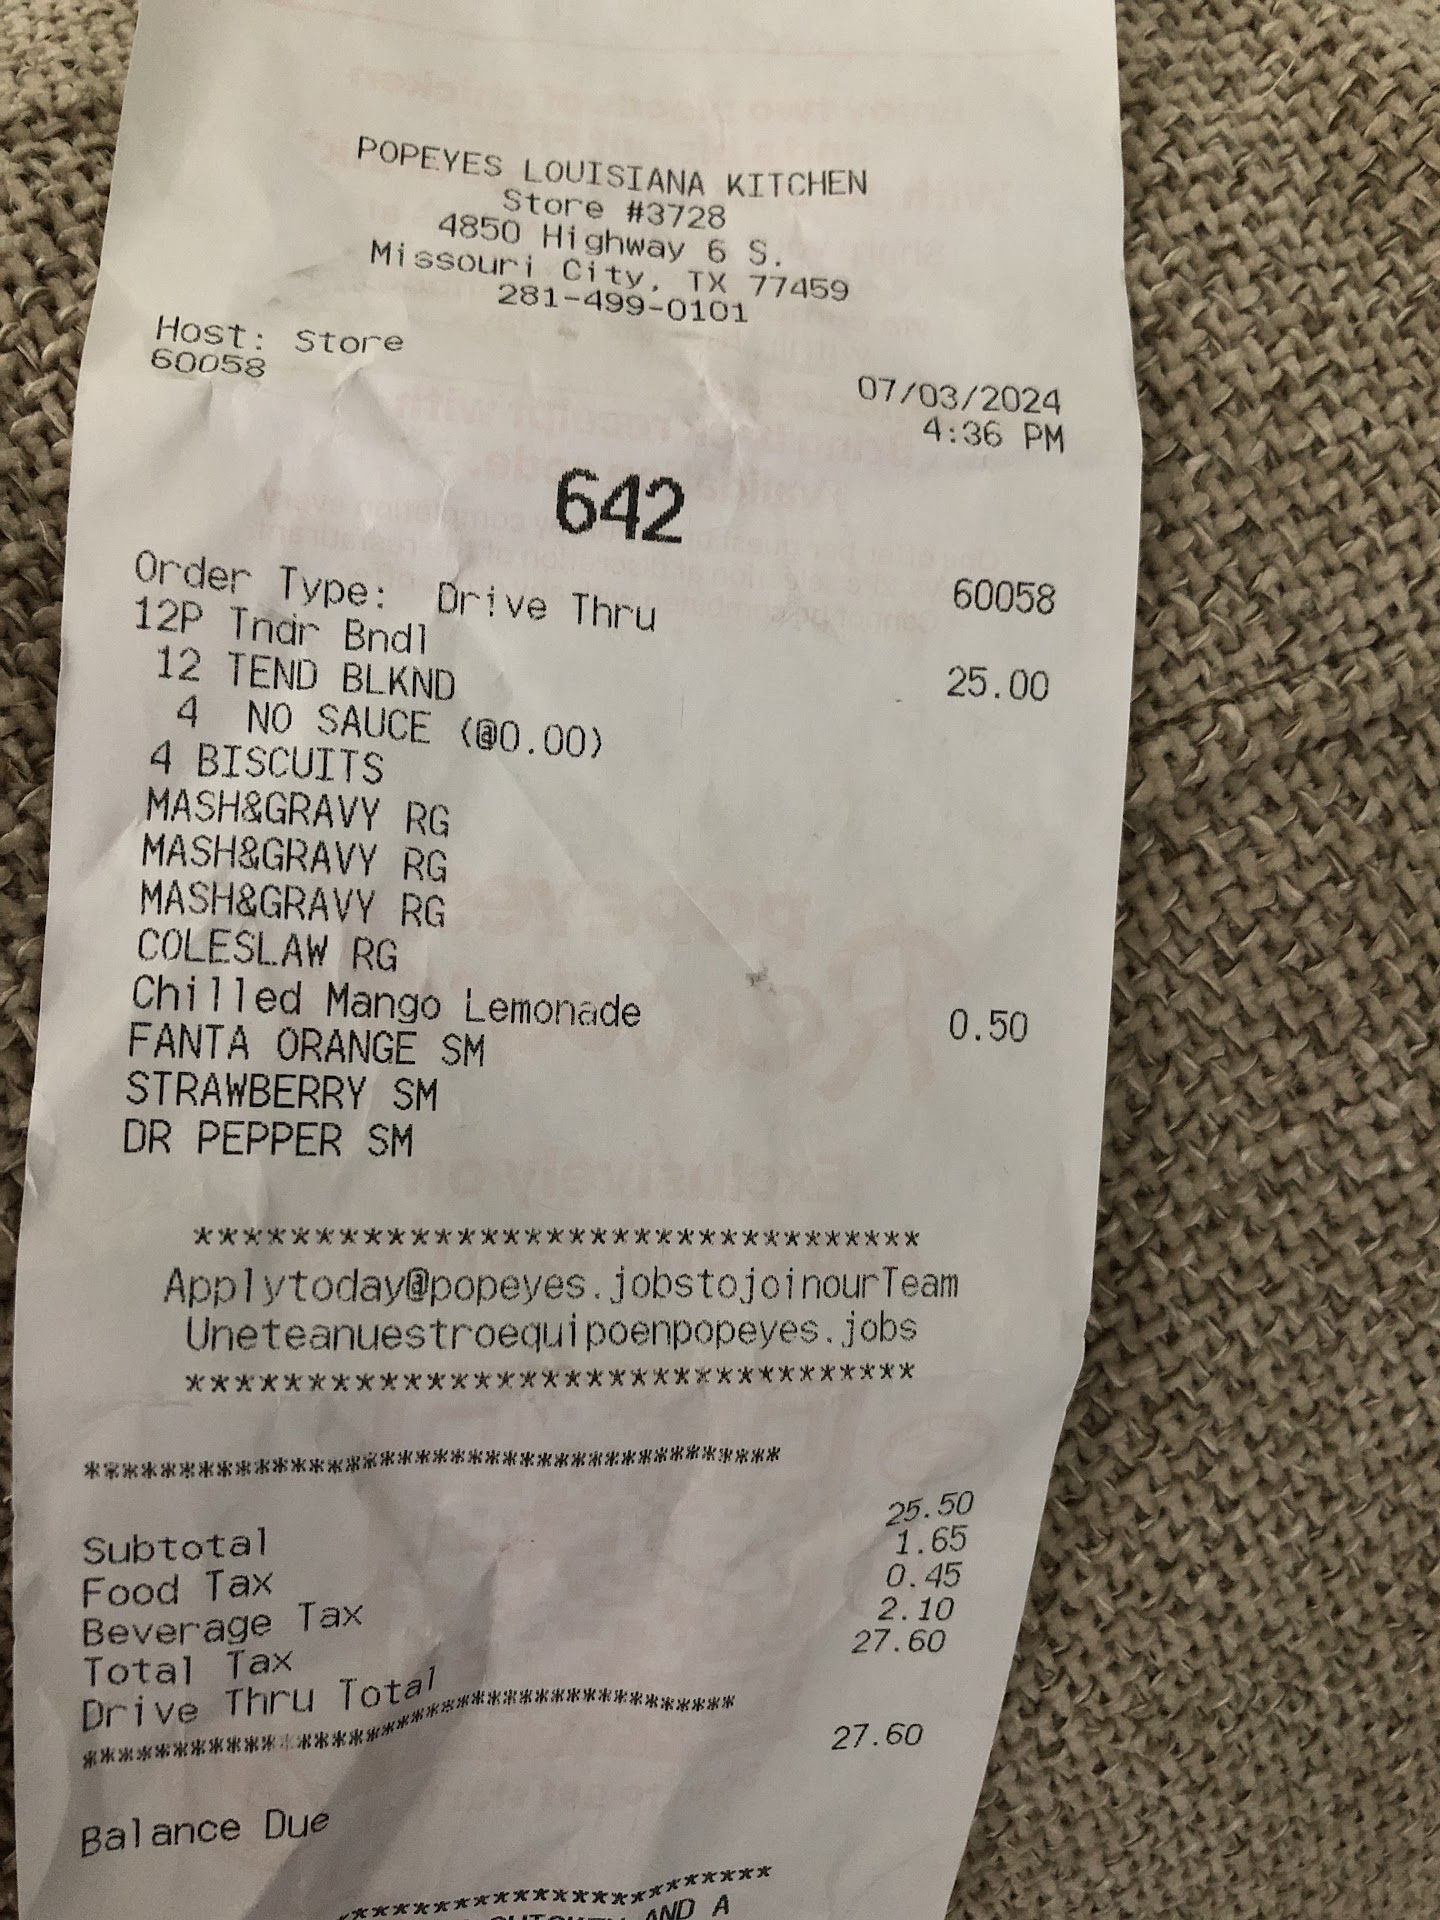 POPEYES LOUISIANA KITCHEN
Store #3728
4850 Highway 6 S.
Missouri City, TX 77459
281-499-0101
Host: Store
60058
07/03/2024
4:36 PM
642
60058
Order Type: Drive Thru
12P Tndr Bndl 25.00
12 TEND BLKND
4 NO SAUCE (@0.00)
4 BISCUITS
MASH&GRAVY RG
MASH&GRAVY RG
MASH&GRAVY RG
COLESLAW RG
Chilled Mango Lemonade 0.50
FANTA ORANGE SM
STRAWBERRY SM
DR PEPPER SM
******************************
Applytoday@popeyes.jobstojoinourTeam
Uneteanuestroequipoenpopeyes.jobs
******************************
**************************************
Subtotal 25.50
Food Tax 1.65
Beverage Tax 0.45
Total Tax 2.10
Drive Thru Total 27.60
************************************
Balance Due 27.60
************************
CHICKEN AND A